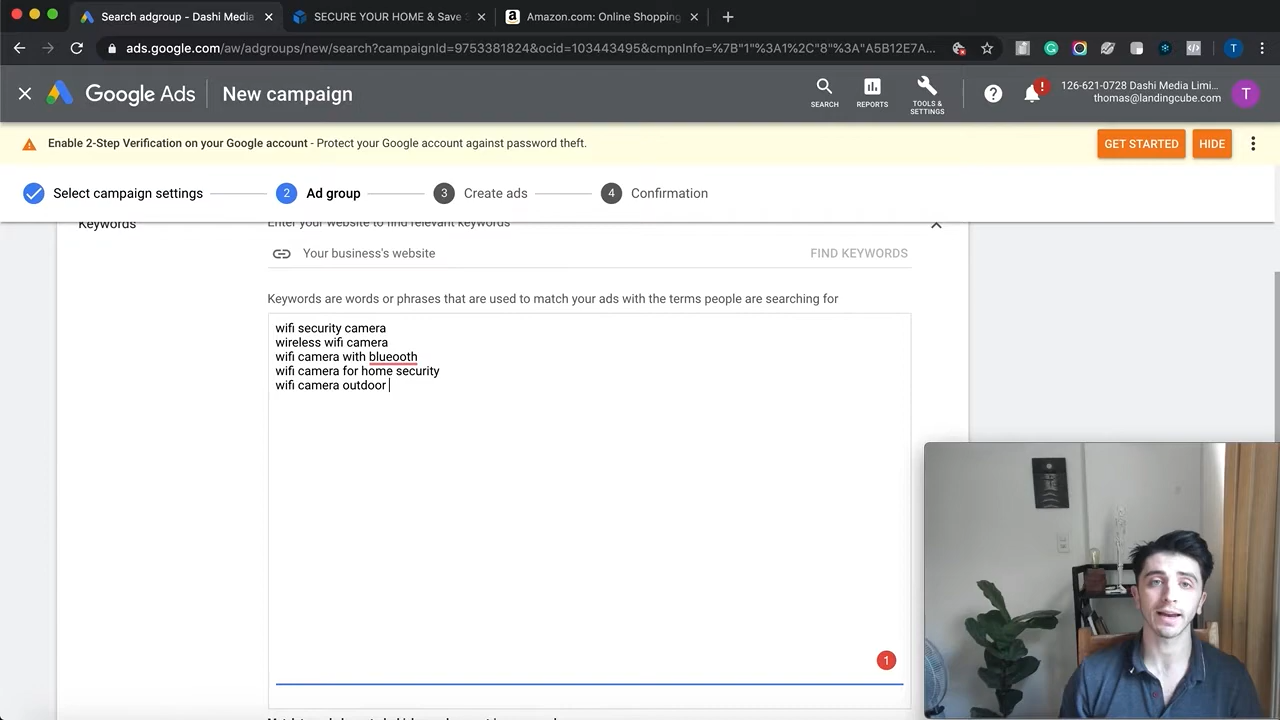 Search adgroup - Dashi Media
SECURE YOUR HOME & Save
Amazon.com: Online Shopping
ads.google.com/aw/adgroups/new/search?campaignId=9753381824&ocid=103443495&cmpnInfo=%7B"1"%3A1%2C"8"%3A"A5B12E7A...
T
Google Ads
New campaign
SEARCH
REPORTS
TOOLS &
SETTINGS
126-621-0728 Dashi Media Limi...
thomas@landingcube.com
T
Enable 2-Step Verification on your Google account - Protect your Google account against password theft.
GET STARTED
HIDE
Select campaign settings
2 Ad group
3 Create ads
4 Confirmation
Keywords
Enter your website to find relevant keywords
Your business's website
FIND KEYWORDS
Keywords are words or phrases that are used to match your ads with the terms people are searching for
wifi security camera
wireless wifi camera
wifi camera with blueooth
wifi camera for home security
wifi camera outdoor
1